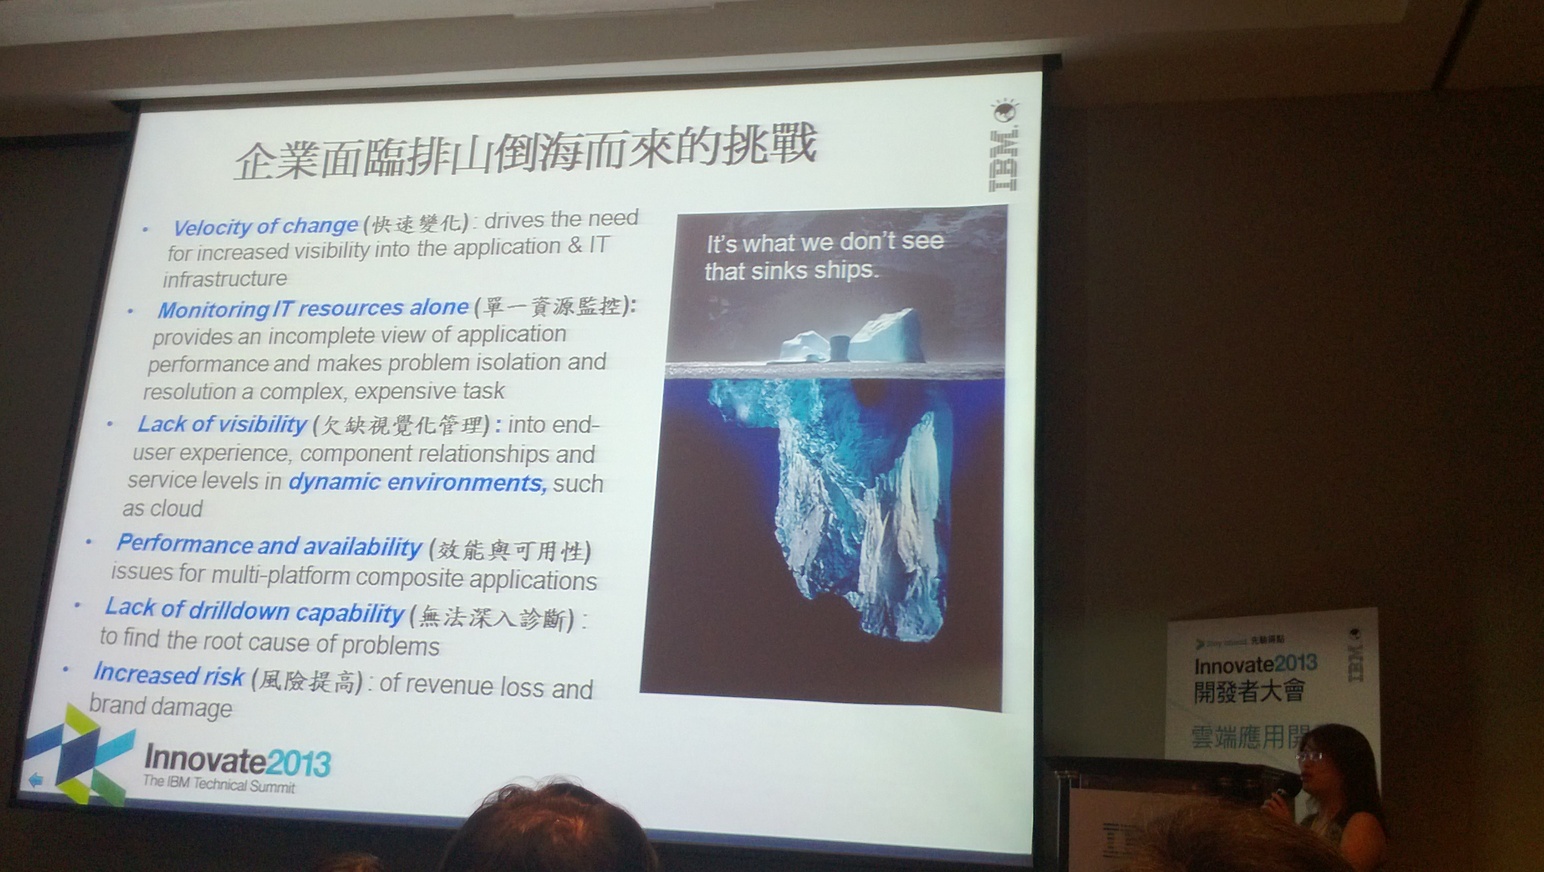 企業面臨排山倒海而來的挑戰
IBM.
• Velocity of change (快速變化) : drives the need
for increased visibility into the application & IT
infrastructure
• Monitoring IT resources alone (單一資源監控):
provides an incomplete view of application
performance and makes problem isolation and
resolution a complex, expensive task
• Lack of visibility (欠缺視覺化管理) : into end-
user experience, component relationships and
service levels in dynamic environments, such
as cloud
• Performance and availability (效能與可用性)
issues for multi-platform composite applications
• Lack of drilldown capability (無法深入診斷) :
to find the root cause of problems
• Increased risk (風險提高) : of revenue loss and
brand damage
It's what we don't see
that sinks ships.
Innovate2013
The IBM Technical Summit
Stay ahead. 先馳得點
IBM
Innovate2013
開發者大會
雲端應用開